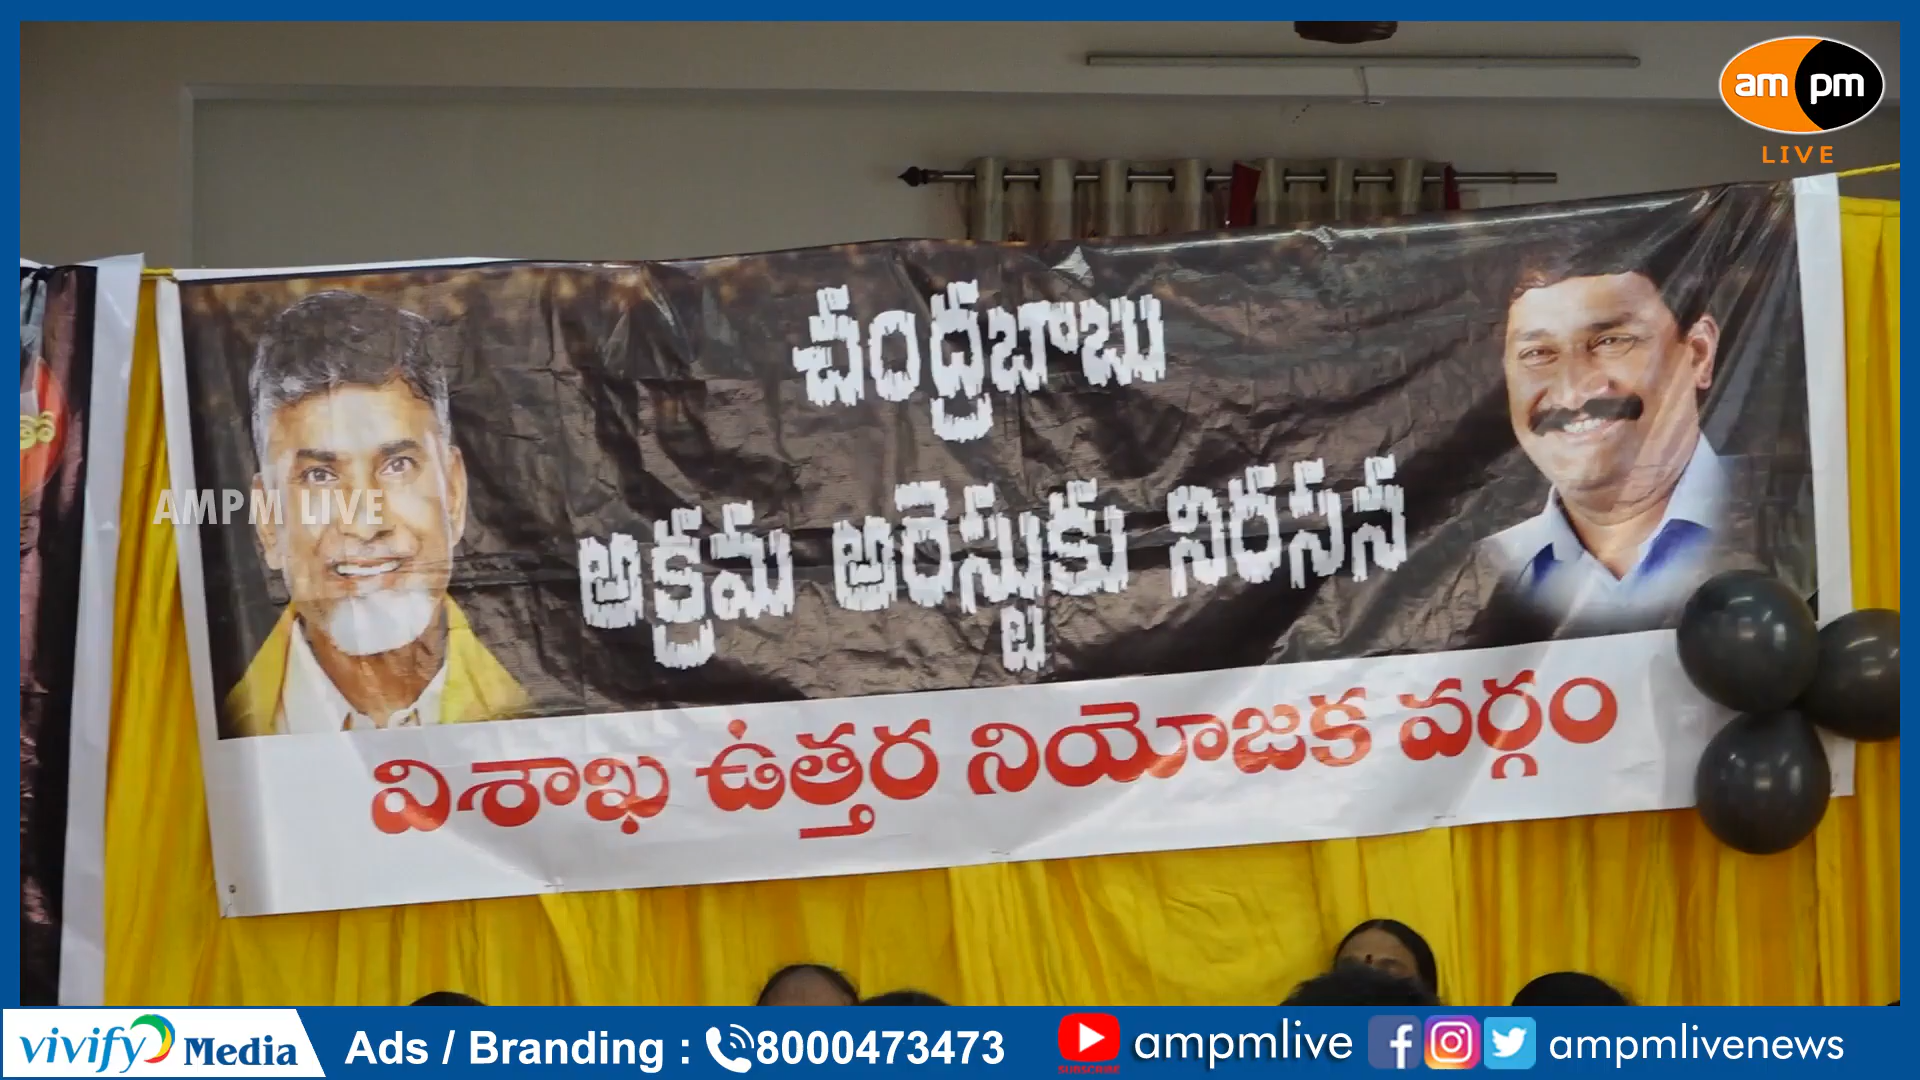 am pm
LIVE
చంద్రబాబు
అక్రమ అరెస్టుకు నిరసన
AMPM LIVE
విశాఖ ఉత్తర నియోజక వర్గం
vivify Media
Ads / Branding : 8000473473
SUBSCRIBE
ampmlive
ampmlivenews